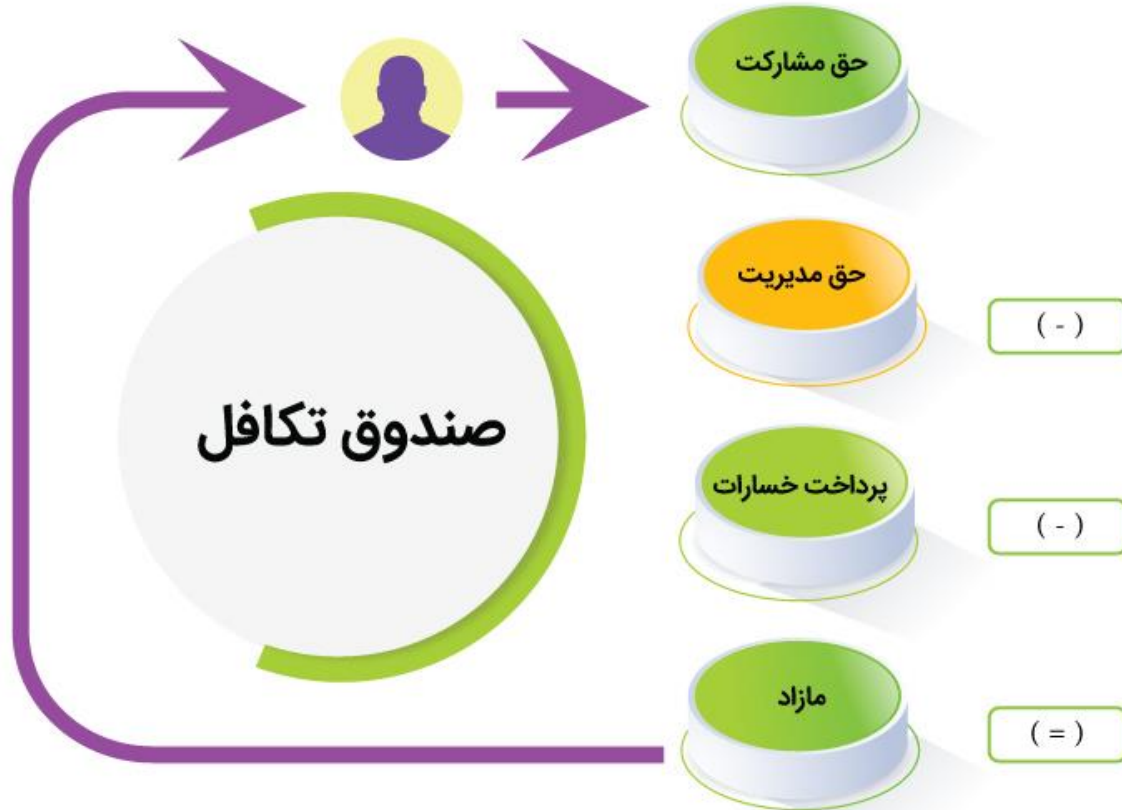 حق مشارکت
حق مدیریت
( - )
صندوق تکافل
پرداخت خسارات
( - )
مازاد
( = )